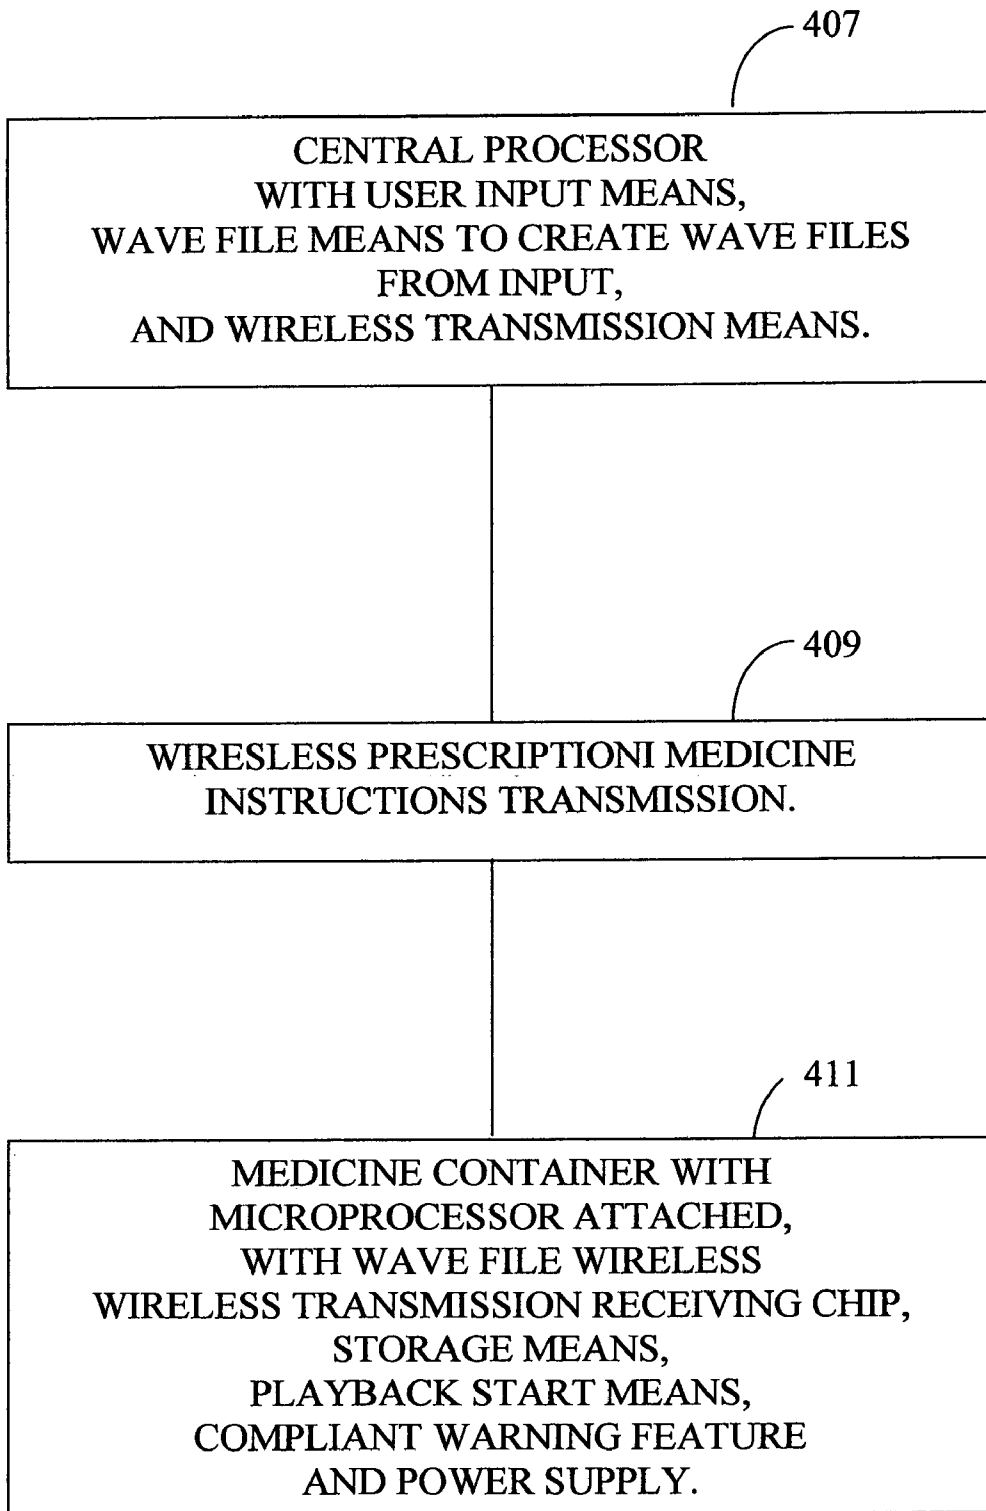 407
CENTRAL PROCESSOR
WITH USER INPUT MEANS,
WAVE FILE MEANS TO CREATE WAVE FILES
FROM INPUT,
AND WIRELESS TRANSMISSION MEANS.
409
WIRESLESS PRESCRIPTIONI MEDICINE
INSTRUCTIONS TRANSMISSION.
411
MEDICINE CONTAINER WITH
MICROPROCESSOR ATTACHED,
WITH WAVE FILE WIRELESS
WIRELESS TRANSMISSION RECEIVING CHIP,
STORAGE MEANS,
PLAYBACK START MEANS,
COMPLIANT WARNING FEATURE
AND POWER SUPPLY.